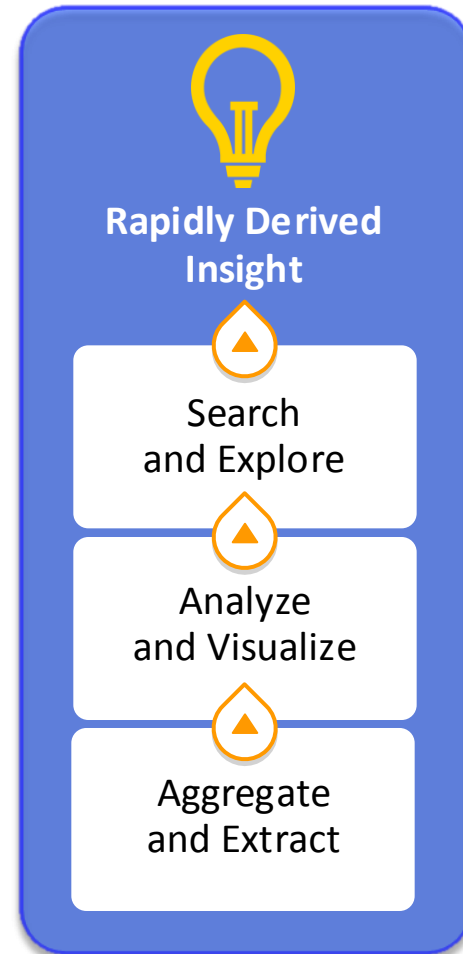 Rapidly Derived
Insight
Search
and Explore
Analyze
and Visualize
Aggregate
and Extract